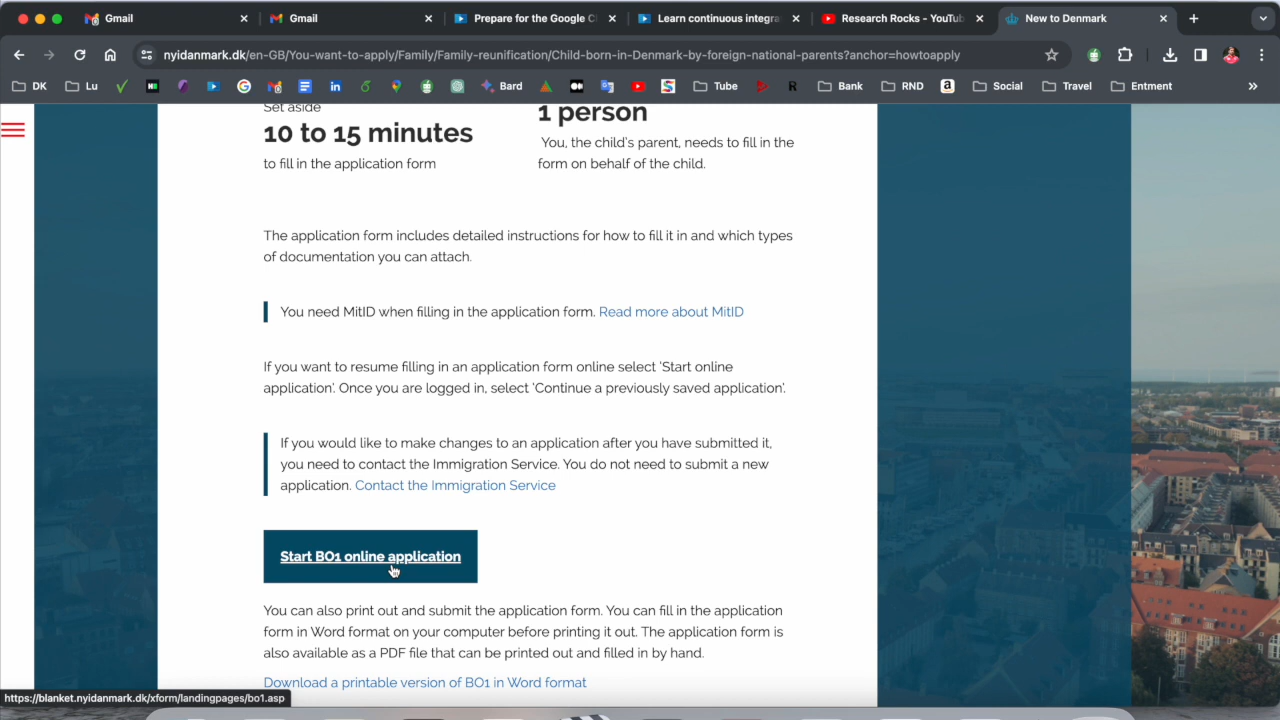 Gmail
Gmail
Prepare for the Google C
Learn continuous integra
Research Rocks - YouTub
New to Denmark
nyidanmark.dk/en-GB/You-want-to-apply/Family/Family-reunification/Child-born-in-Denmark-by-foreign-national-parents?anchor=howtoapply
DK
Lu
Bard
Tube
R
Bank
RND
Social
Travel
Entment
Set aside
10 to 15 minutes
to fill in the application form
1 person
You, the child's parent, needs to fill in the
form on behalf of the child.
The application form includes detailed instructions for how to fill it in and which types
of documentation you can attach.
You need MitID when filling in the application form. Read more about MitID
If you want to resume filling in an application form online select 'Start online
application'. Once you are logged in, select 'Continue a previously saved application'.
If you would like to make changes to an application after you have submitted it,
you need to contact the Immigration Service. You do not need to submit a new
application. Contact the Immigration Service
Start BO1 online application
You can also print out and submit the application form. You can fill in the application
form in Word format on your computer before printing it out. The application form is
also available as a PDF file that can be printed out and filled in by hand.
Download a printable version of BO1 in Word format
https://blanket.nyidanmark.dk/xform/landingpages/bo1.asp